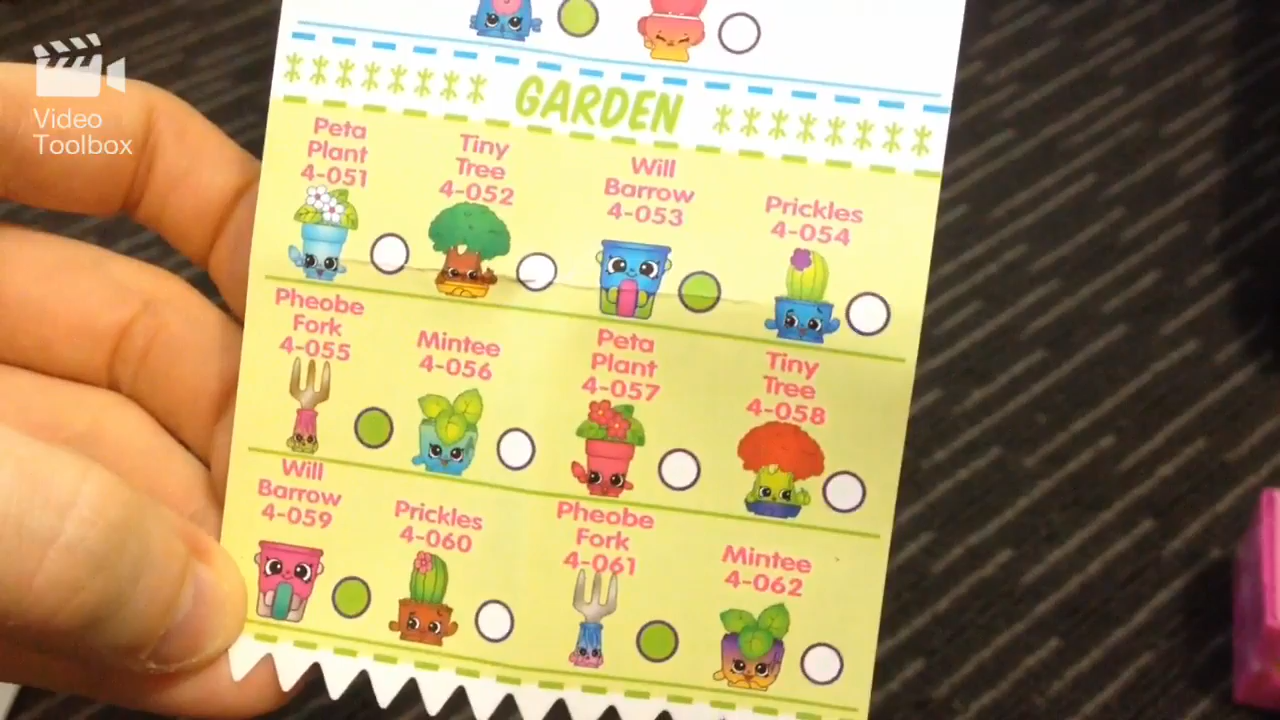 Video
Toolbox
GARDEN
Peta
Plant
4-051
Tiny
Tree
4-052
Will
Barrow
4-053
Prickles
4-054
Pheobe
Fork
4-055
Mintee
4-056
Peta
Plant
4-057
Tiny
Tree
4-058
Will
Barrow
4-059
Prickles
4-060
Pheobe
Fork
4-061
Mintee
4-062